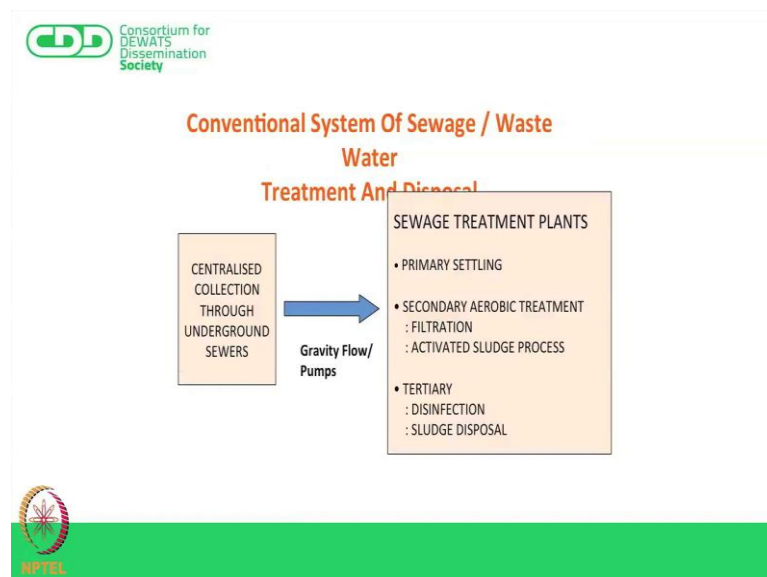 CDD
Consortium for
DEWATS
Dissemination
Society
Conventional System Of Sewage / Waste
Water
Treatment And Disposal
CENTRALISED
COLLECTION
THROUGH
UNDERGROUND
SEWERS
Gravity Flow/
Pumps
SEWAGE TREATMENT PLANTS
• PRIMARY SETTLING
• SECONDARY AEROBIC TREATMENT
: FILTRATION
: ACTIVATED SLUDGE PROCESS
• TERTIARY
: DISINFECTION
: SLUDGE DISPOSAL
NPTEL